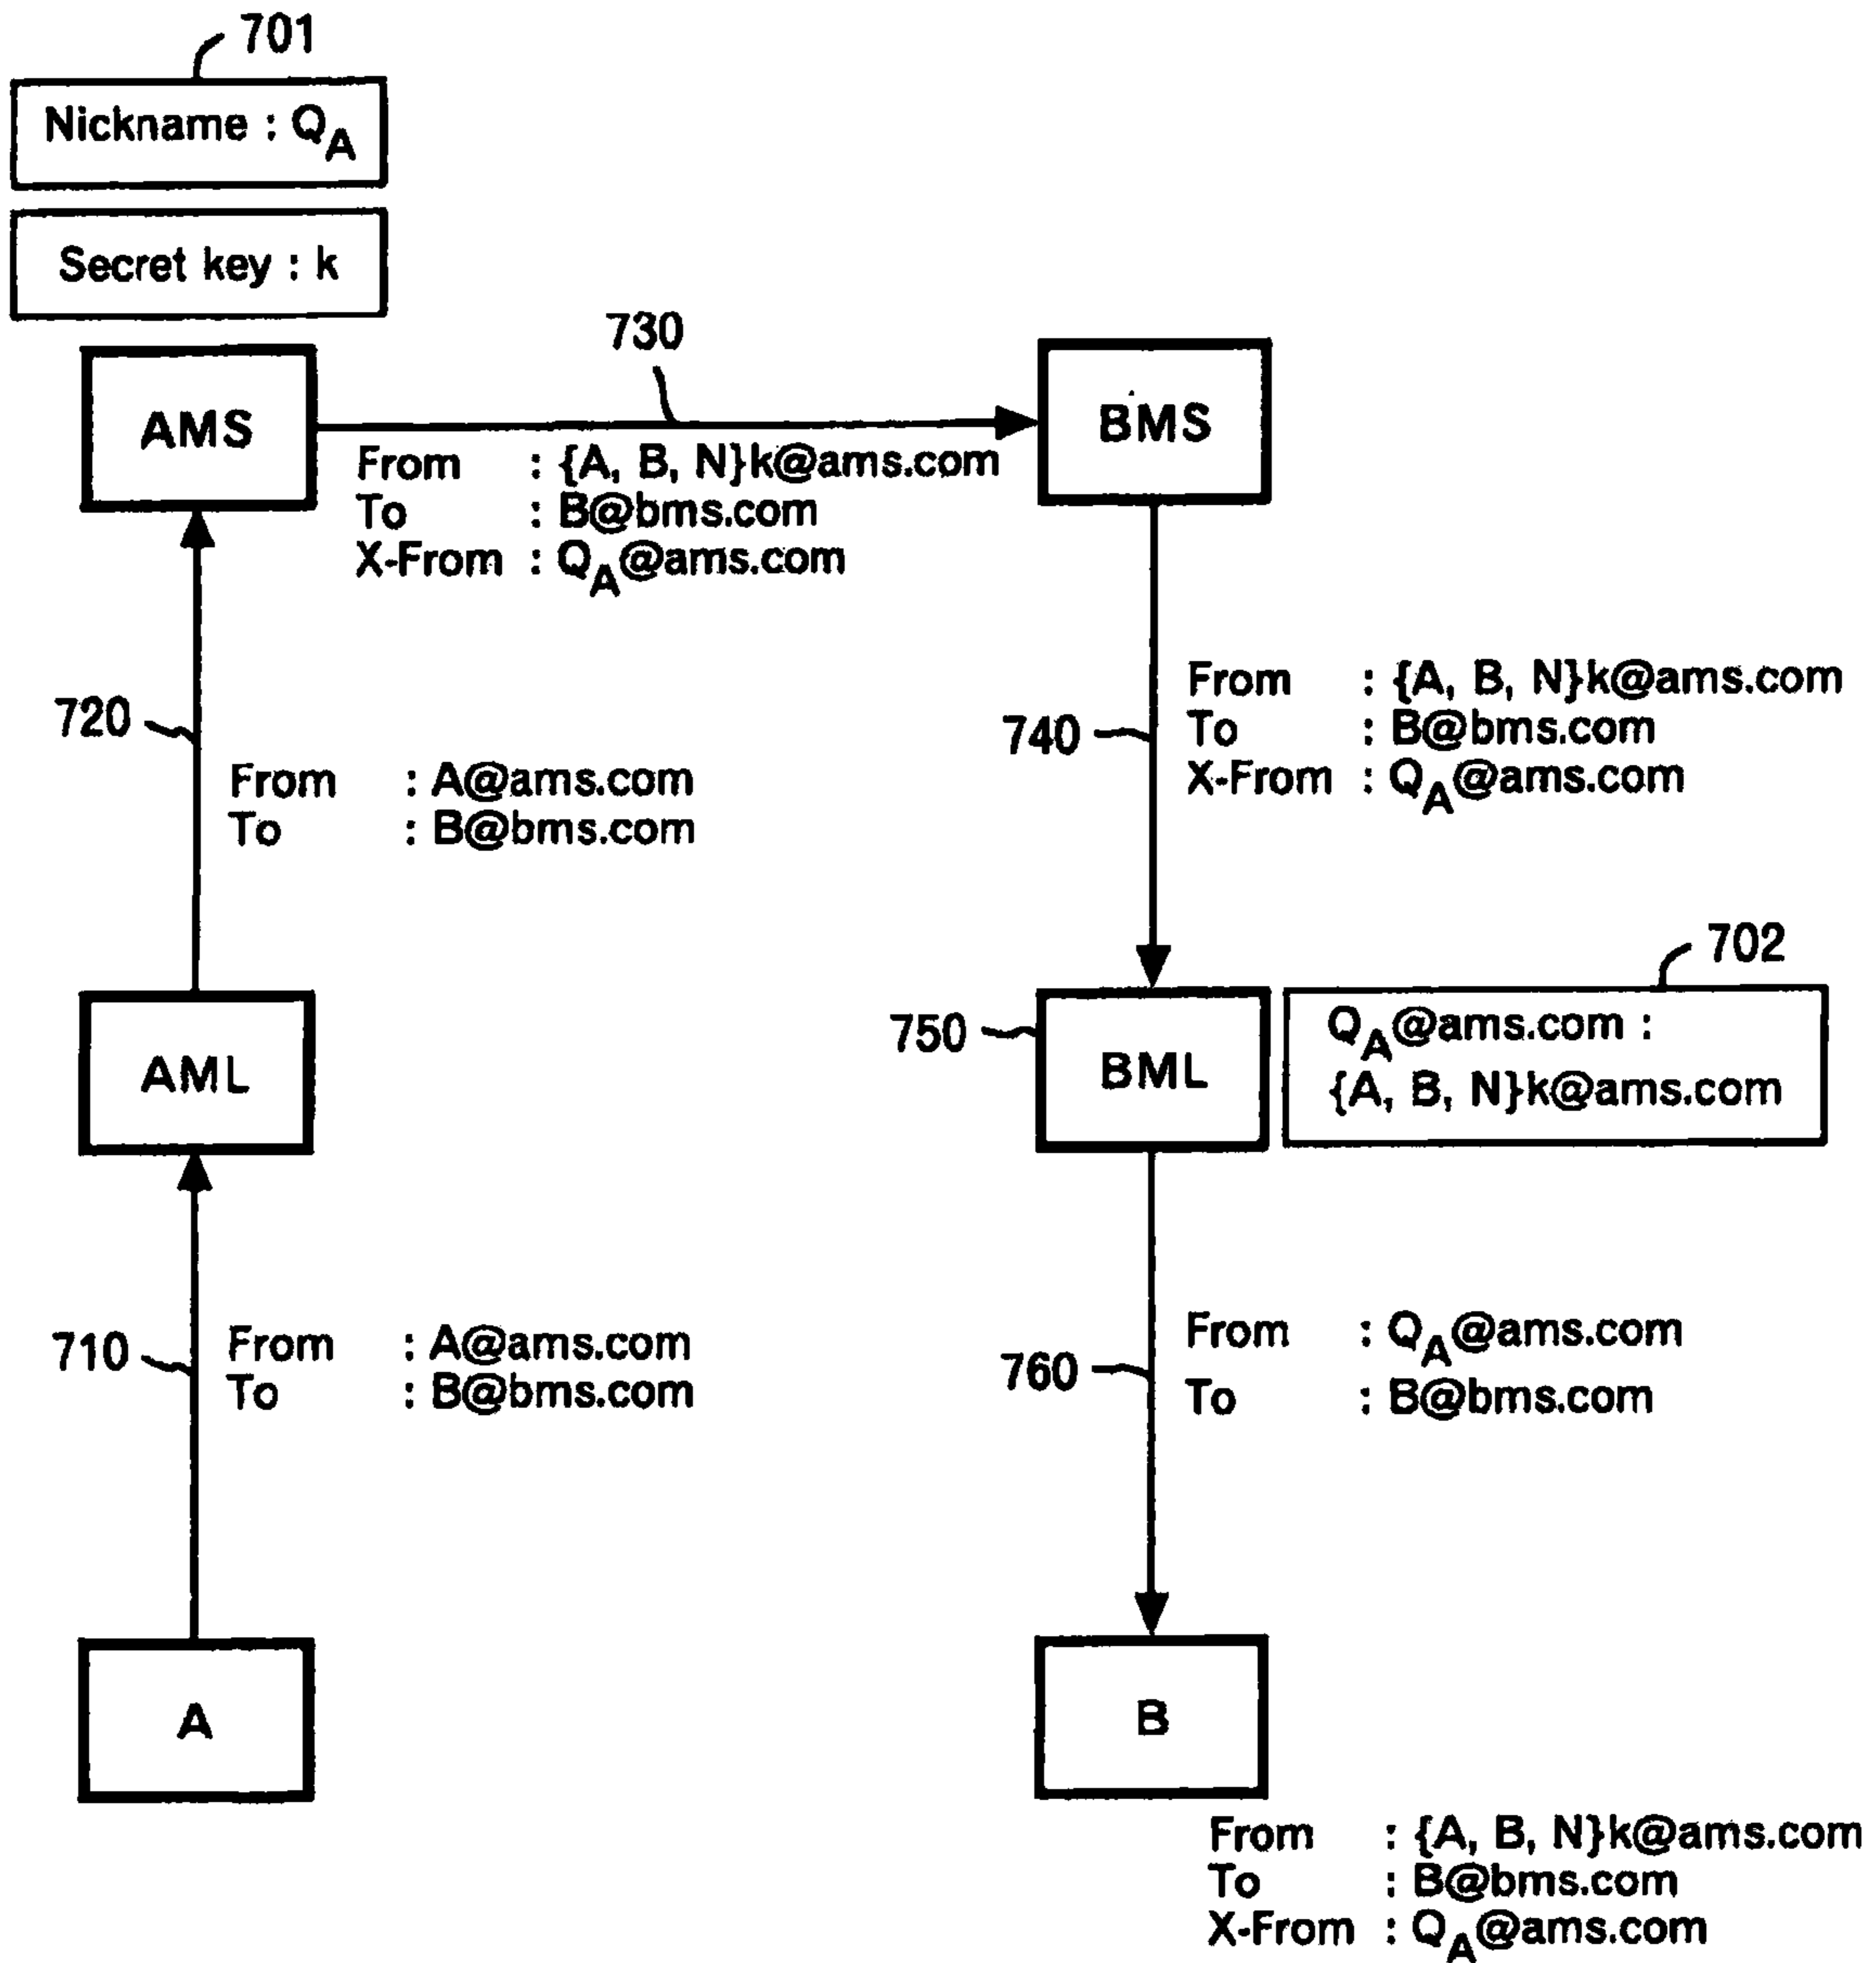 701
Nickname : QA
Secret key : k
730
AMS
BMS
From : {A, B, N}k@ams.com
To : B@bms.com
X-From : QA@ams.com
720
From : A@ams.com
To : B@bms.com
740
From : {A, B, N}k@ams.com
To : B@bms.com
X-From : QA@ams.com
702
AML
750
BML
QA@ams.com :
{A, B, N}k@ams.com
710
From : A@ams.com
To : B@bms.com
760
From : QA@ams.com
To : B@bms.com
A
B
From : {A, B, N}k@ams.com
To : B@bms.com
X-From : QA@ams.com